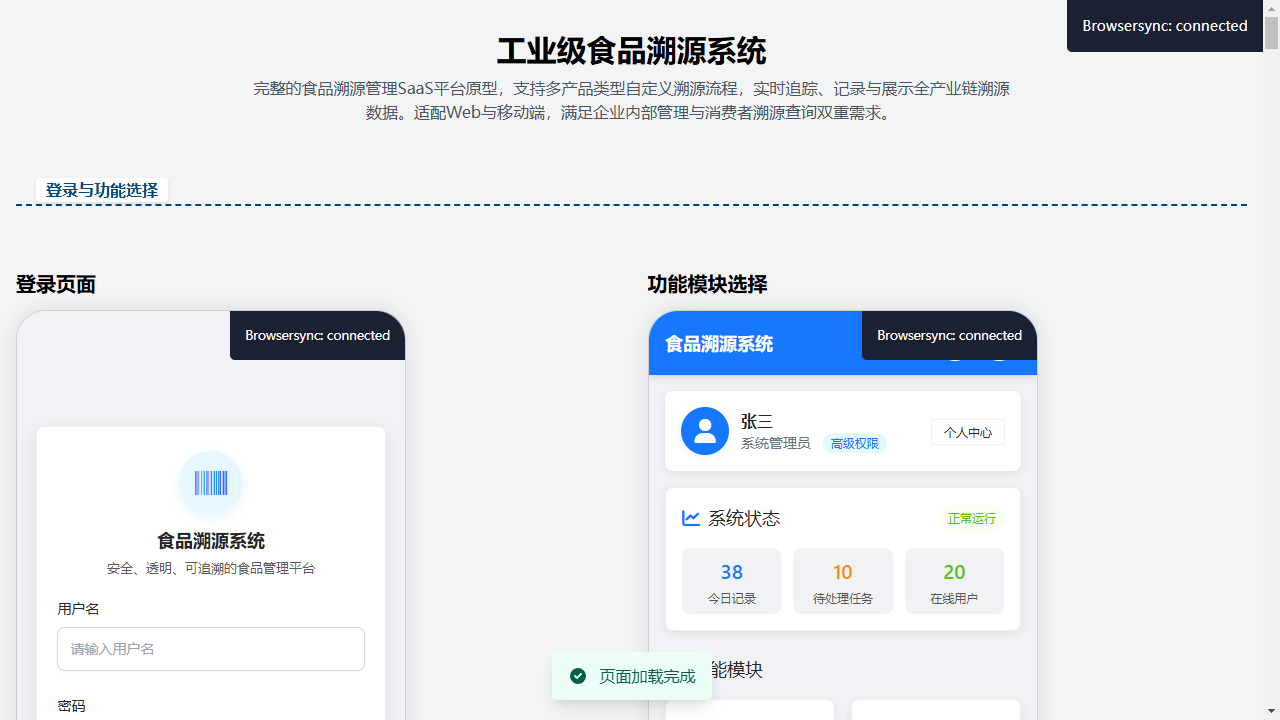 Browsersync: connected
工业级食品溯源系统
完整的食品溯源管理SaaS平台原型，支持多产品类型自定义溯源流程，实时追踪、记录与展示全产业链溯源
数据。适配Web与移动端，满足企业内部管理与消费者溯源查询双重需求。
登录与功能选择
登录页面
Browsersync: connected
食品溯源系统
安全、透明、可追溯的食品管理平台
用户名
请输入用户名
密码
功能模块选择
食品溯源系统
Browsersync: connected
张三
系统管理员 高级权限
个人中心
系统状态
正常运行
38
今日记录
10
待处理任务
20
在线用户
能模块
页面加载完成